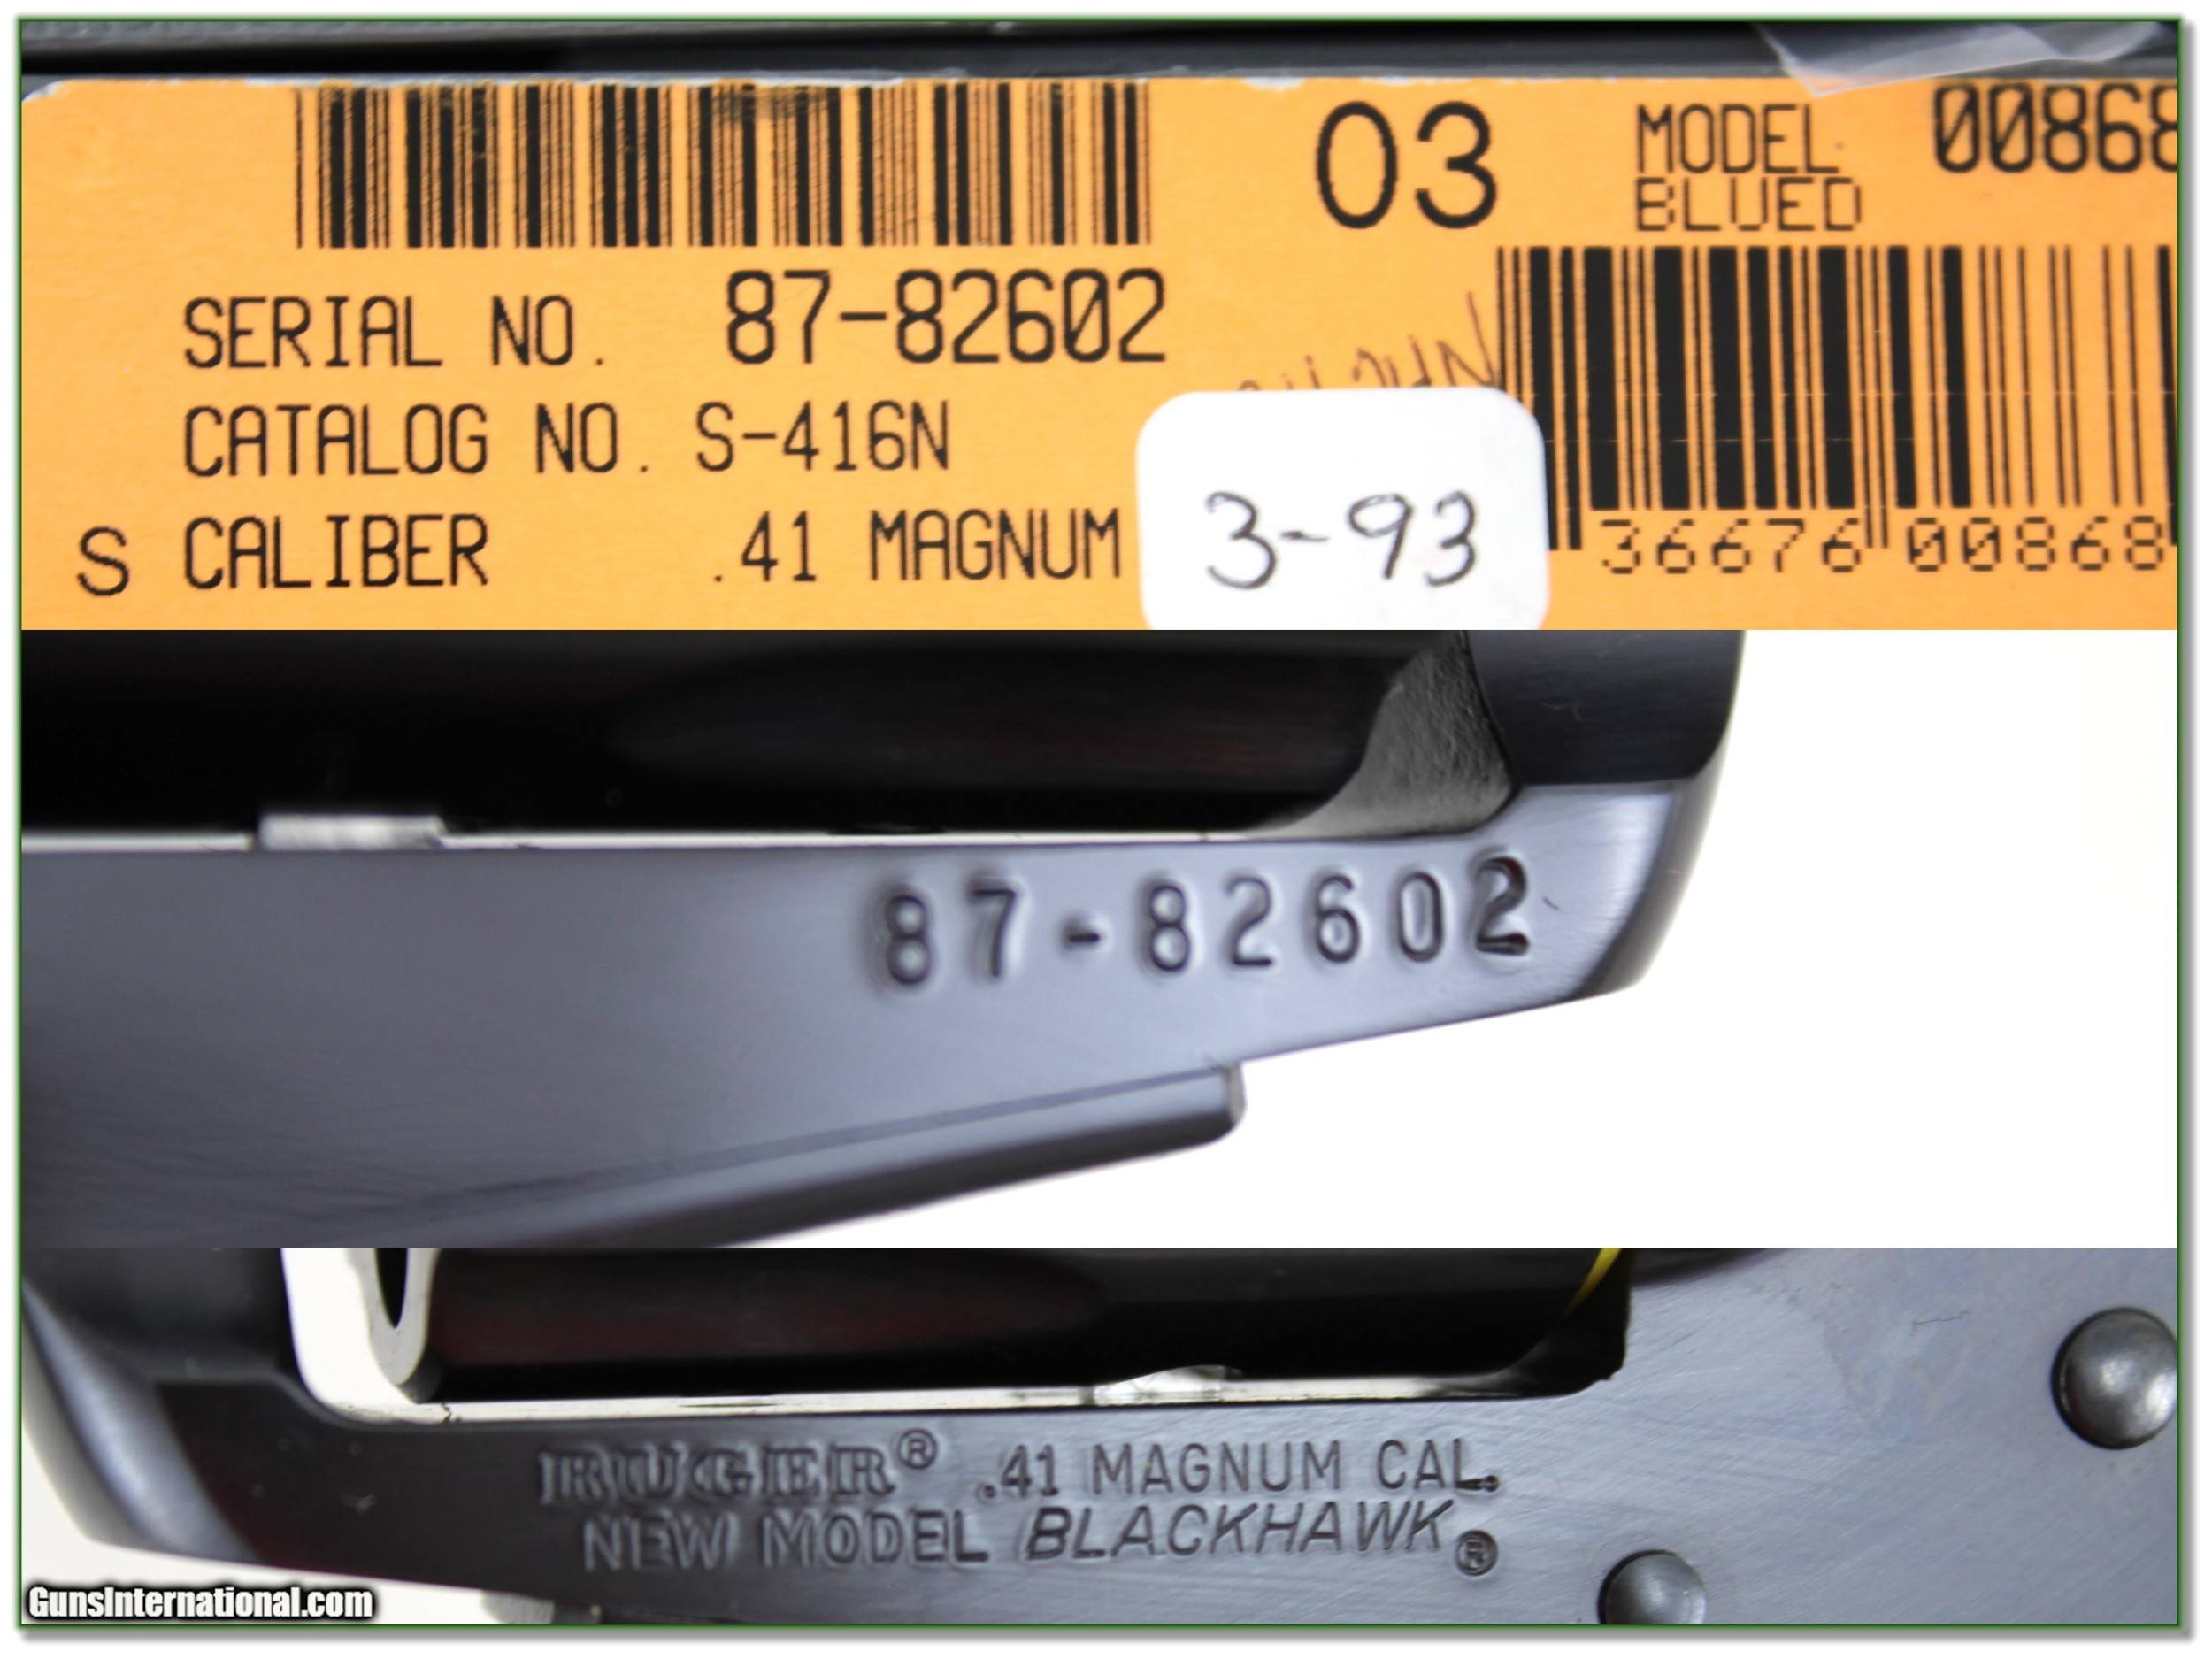 03
MODEL 00868
BLUED
SERIAL NO. 87-82602
CATALOG NO. S-416N
S CALIBER .41 MAGNUM
3-93
36676 00868
87-82602
RUGER® .41 MAGNUM CAL.
NEW MODEL BLACKHAWK®
GunsInternational.com